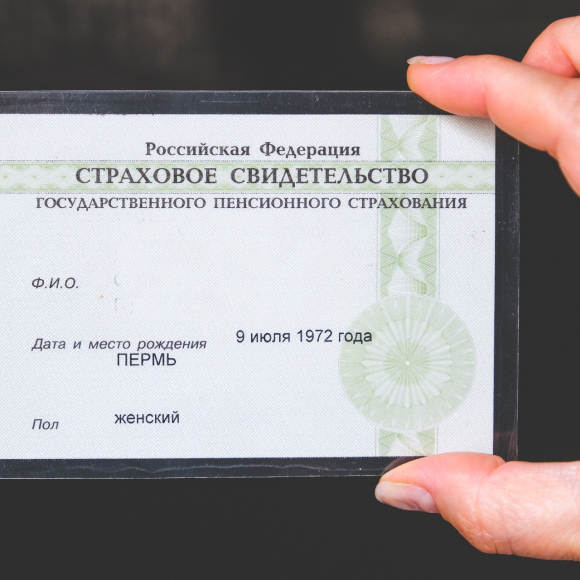 Российская Федерация
СТРАХОВОЕ СВИДЕТЕЛЬСТВО
ГОСУДАРСТВЕННОГО ПЕНСИОННОГО СТРАХОВАНИЯ
Ф.И.О.
Дата и место рождения 9 июля 1972 года
ПЕРМЬ
Пол женский